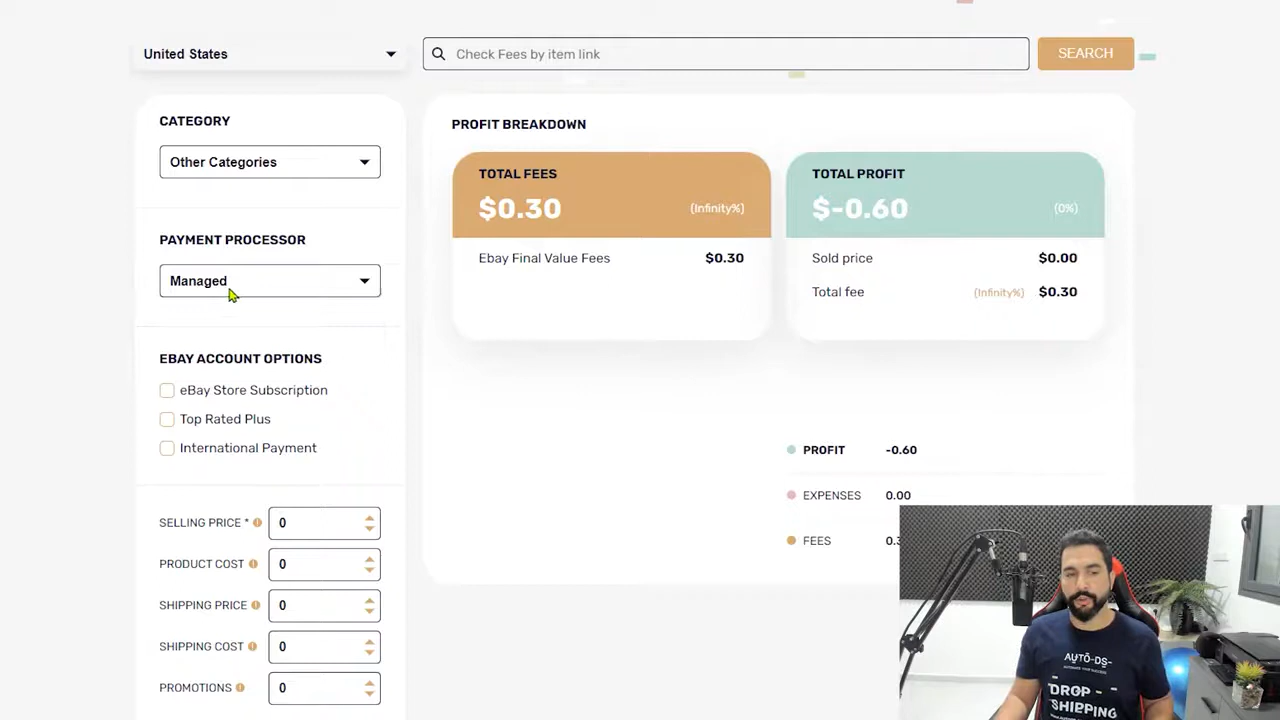 United States
Check Fees by item link
SEARCH
CATEGORY
Other Categories
PAYMENT PROCESSOR
Managed
EBAY ACCOUNT OPTIONS
eBay Store Subscription
Top Rated Plus
International Payment
SELLING PRICE * 0
PRODUCT COST 0
SHIPPING PRICE 0
SHIPPING COST 0
PROMOTIONS 0
PROFIT BREAKDOWN
TOTAL FEES
$0.30 (Infinity%)
Ebay Final Value Fees $0.30
TOTAL PROFIT
$-0.60 (0%)
Sold price $0.00
Total fee (Infinity%) $0.30
PROFIT -0.60
EXPENSES 0.00
FEES
AUTO-DS
DROP
SHIPPING